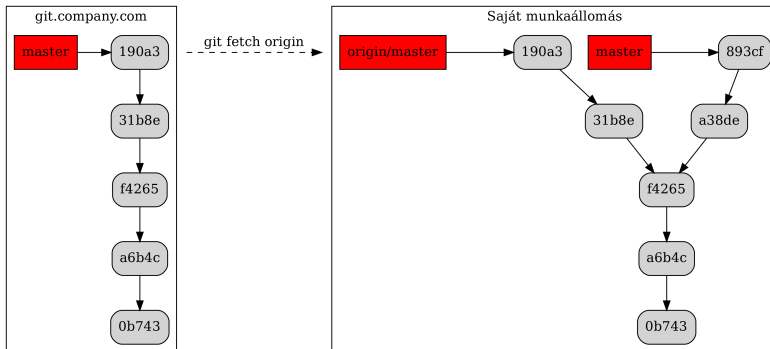 git.company.com
master
190a3
31b8e
f4265
a6b4c
0b743
git fetch origin
Saját munkaállomás
origin/master
190a3
master
893cf
31b8e
a38de
f4265
a6b4c
0b743